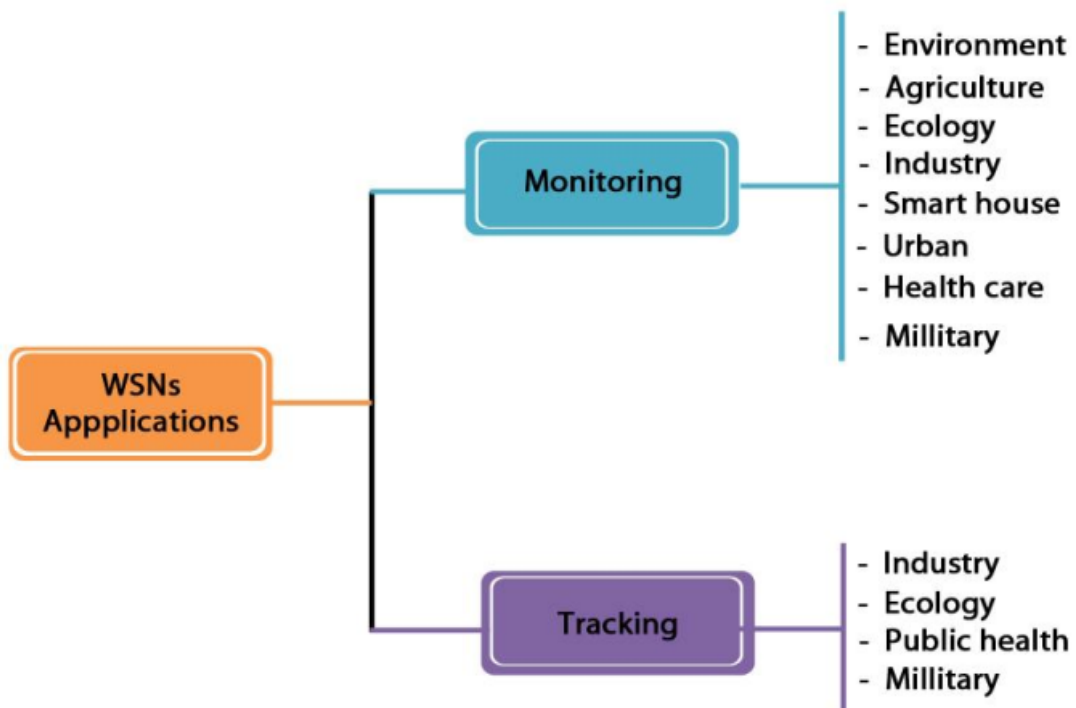 WSNs
Appplications
Monitoring
- Environment
- Agriculture
- Ecology
- Industry
- Smart house
- Urban
- Health care
- Millitary
Tracking
- Industry
- Ecology
- Public health
- Millitary